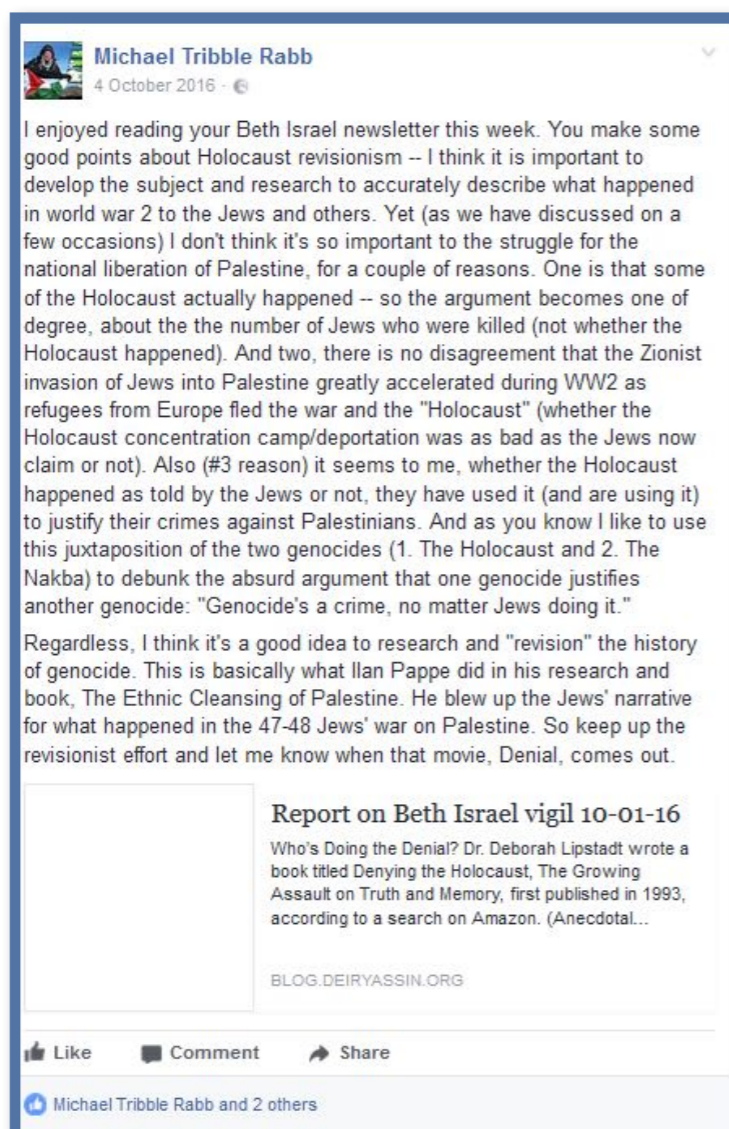 Michael Tribble Rabb
4 October 2016 ·
I enjoyed reading your Beth Israel newsletter this week. You make some
good points about Holocaust revisionism -- I think it is important to
develop the subject and research to accurately describe what happened
in world war 2 to the Jews and others. Yet (as we have discussed on a
few occasions) I don't think it's so important to the struggle for the
national liberation of Palestine, for a couple of reasons. One is that some
of the Holocaust actually happened -- so the argument becomes one of
degree, about the the number of Jews who were killed (not whether the
Holocaust happened). And two, there is no disagreement that the Zionist
invasion of Jews into Palestine greatly accelerated during WW2 as
refugees from Europe fled the war and the "Holocaust" (whether the
Holocaust concentration camp/deportation was as bad as the Jews now
claim or not). Also (#3 reason) it seems to me, whether the Holocaust
happened as told by the Jews or not, they have used it (and are using it)
to justify their crimes against Palestinians. And as you know I like to use
this juxtaposition of the two genocides (1. The Holocaust and 2. The
Nakba) to debunk the absurd argument that one genocide justifies
another genocide: "Genocide's a crime, no matter Jews doing it."
Regardless, I think it's a good idea to research and "revision" the history
of genocide. This is basically what Ilan Pappe did in his research and
book, The Ethnic Cleansing of Palestine. He blew up the Jews' narrative
for what happened in the 47-48 Jews' war on Palestine. So keep up the
revisionist effort and let me know when that movie, Denial, comes out.
Report on Beth Israel vigil 10-01-16
Who's Doing the Denial? Dr. Deborah Lipstadt wrote a
book titled Denying the Holocaust, The Growing
Assault on Truth and Memory, first published in 1993,
according to a search on Amazon. (Anecdotal...
BLOG.DEIRYASSIN.ORG
Like Comment Share
Michael Tribble Rabb and 2 others